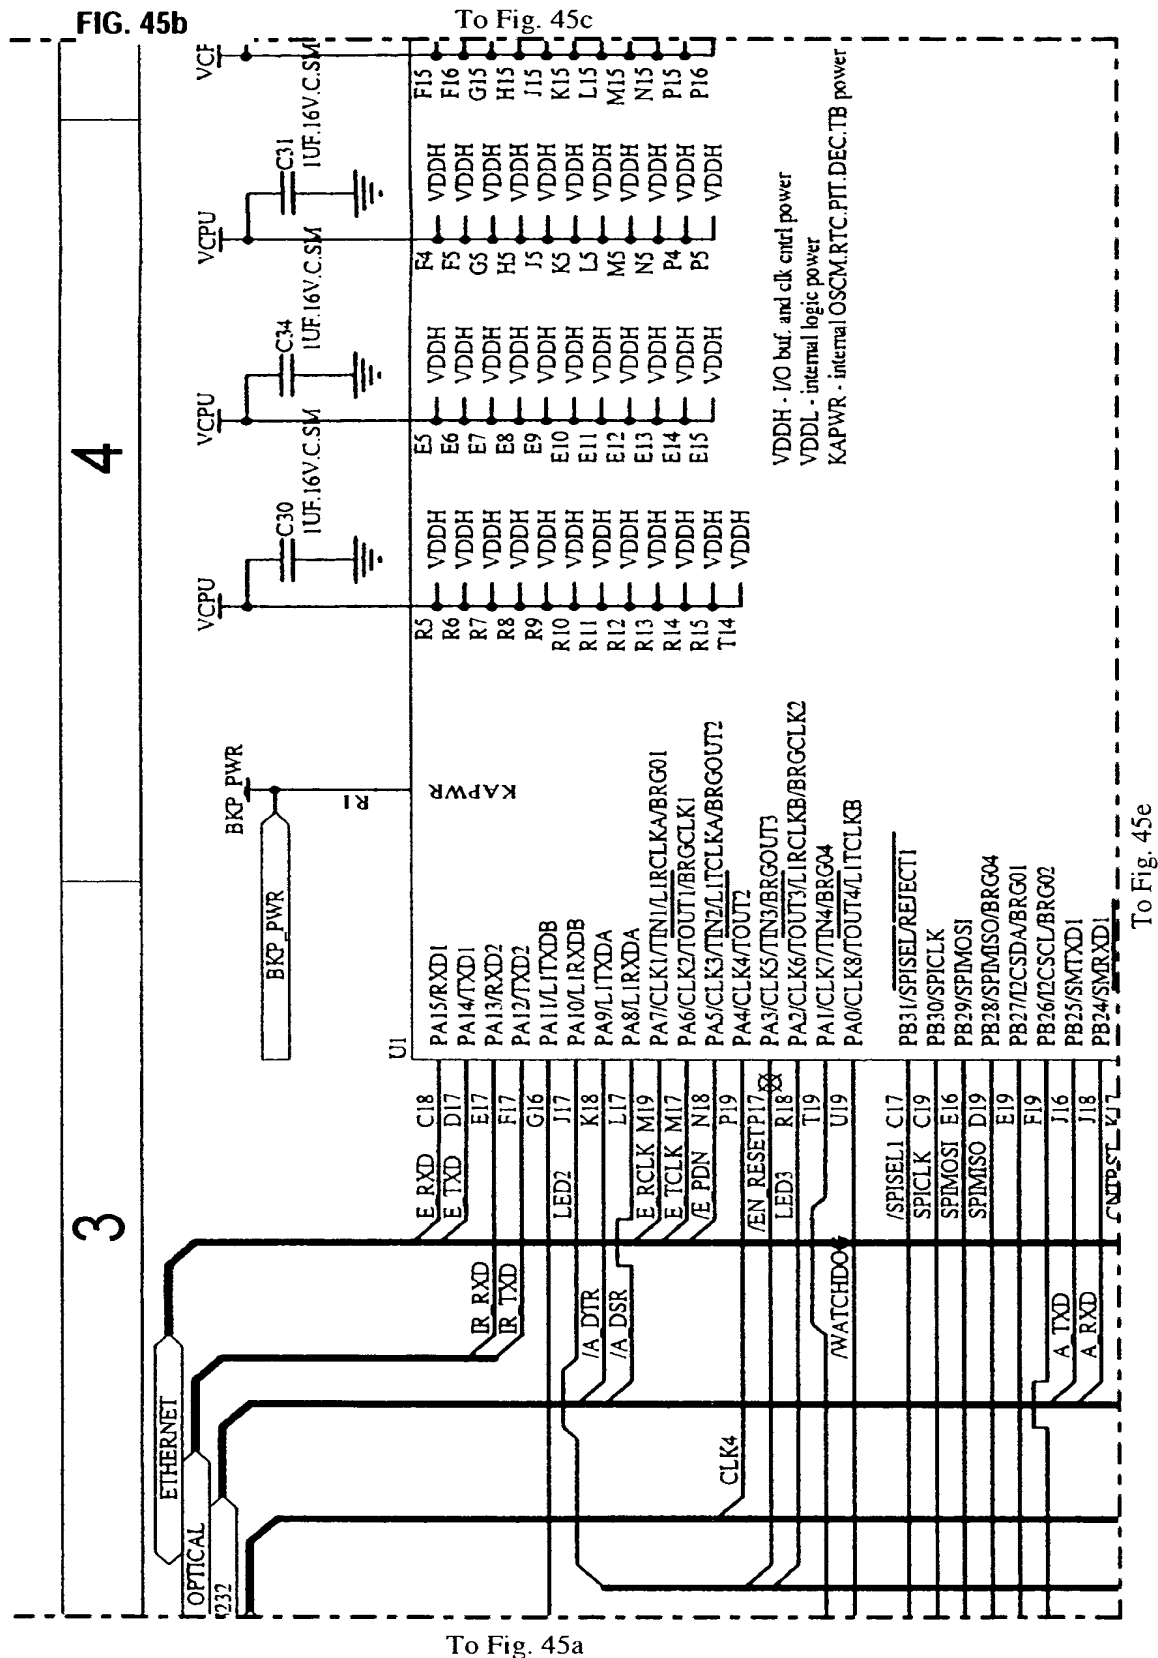 FIG. 45b
To Fig. 45c
4
3
VCPU
C31
1UF.16V.C.SM
VCPU
C34
1UF.16V.C.SM
VCPU
C30
1UF.16V.C.SM
F15
F16
G15
H15
J15
K15
L15
M15
N15
P15
P16
F4 VDDH
F5 VDDH
G5 VDDH
H5 VDDH
J5 VDDH
K5 VDDH
L5 VDDH
M5 VDDH
N5 VDDH
P4 VDDH
P5 VDDH
E5 VDDH
E6 VDDH
E7 VDDH
E8 VDDH
E9 VDDH
E10 VDDH
E11 VDDH
E12 VDDH
E13 VDDH
E14 VDDH
E15 VDDH
R5 VDDH
R6 VDDH
R7 VDDH
R8 VDDH
R9 VDDH
R10 VDDH
R11 VDDH
R12 VDDH
R13 VDDH
R14 VDDH
R15 VDDH
T14 VDDH
VDDH - I/O buf. and clk cntrl power
VDDL - internal logic power
KAPWR - internal OSCM.RTC.PIT.DEC.TB power
BKP_PWR
BKP_PWR
R1
KAPWR
U1
E_RXD C18 PA15/RXD1
E_TXD D17 PA14/TXD1
IR_RXD E17 PA13/RXD2
IR_TXD F17 PA12/TXD2
G16 PA11/L1TXDB
LED2 J17 PA10/L1RXDB
/A_DTR K18 PA9/L1TXDA
/A_DSR L17 PA8/L1RXDA
E_RCLK M19 PA7/CLK1/TIN1/L1RCLKA/BRG01
E_TCLK M17 PA6/CLK2/TOUT1/BRGCLK1
/E_PDN N18 PA5/CLK3/TIN2/L1TCLKA/BRGOUT2
CLK4 P19 PA4/CLK4/TOUT2
/EN_RESET P17 PA3/CLK5/TIN3/BRGOUT3
LED3 R18 PA2/CLK6/TOUT3/L1RCLKB/BRGCLK2
T19 PA1/CLK7/TIN4/BRG04
/WATCHDOG U19 PA0/CLK8/TOUT4/L1TCLKB
/SPISEL1 C17 PB31/SPISEL/REJECT1
SPICLK C19 PB30/SPICLK
SPIMOSI E16 PB29/SPIMOSI
SPIMISO D19 PB28/SPIMISO/BRG04
E19 PB27/I2CSDA/BRG01
F19 PB26/I2CSCL/BRG02
A_TXD J16 PB25/SMTXD1
A_RXD J18 PB24/SMRXD1
ETHERNET
OPTICAL
232
To Fig. 45e
To Fig. 45a